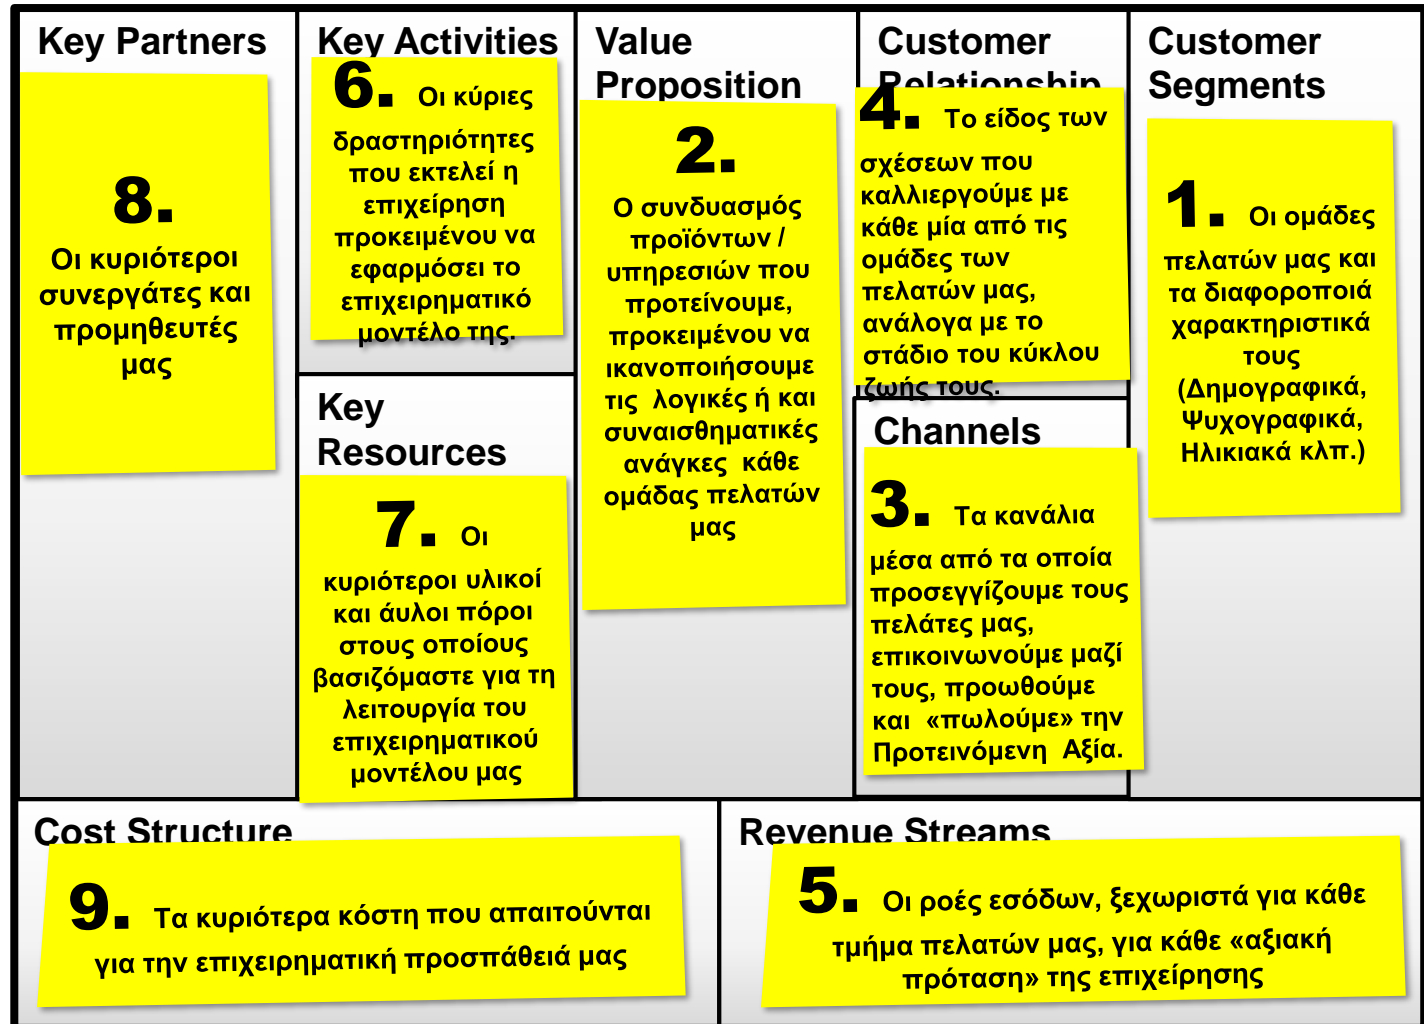 Key Partners
8.
Οι κυριότεροι
συνεργάτες και
προμηθευτές
μας
Key Activities
6. Οι κύριες
δραστηριότητες
που εκτελεί η
επιχείρηση
προκειμένου να
εφαρμόσει το
επιχειρηματικό
μοντέλο της.
Key
Resources
7. Οι
κυριότεροι υλικοί
και άυλοι πόροι
στους οποίους
βασιζόμαστε για τη
λειτουργία του
επιχειρηματικού
μοντέλου μας
Value
Proposition
2.
Ο συνδυασμός
προϊόντων /
υπηρεσιών που
προτείνουμε,
προκειμένου να
ικανοποιήσουμε
τις λογικές ή και
συναισθηματικές
ανάγκες κάθε
ομάδας πελατών
μας
Customer
Relationship
4. Το είδος των
σχέσεων που
καλλιεργούμε με
κάθε μία από τις
ομάδες των
πελατών μας,
ανάλογα με το
στάδιο του κύκλου
ζωής τους.
Channels
3. Τα κανάλια
μέσα από τα οποία
προσεγγίζουμε τους
πελάτες μας,
επικοινωνούμε μαζί
τους, προωθούμε
και «πωλούμε» την
Προτεινόμενη Αξία.
Customer
Segments
1. Οι ομάδες
πελατών μας και
τα διαφοροποιά
χαρακτηριστικά
τους
(Δημογραφικά,
Ψυχογραφικά,
Ηλικιακά κλπ.)
Cost Structure
9. Τα κυριότερα κόστη που απαιτούνται
για την επιχειρηματική προσπάθειά μας
Revenue Streams
5. Οι ροές εσόδων, ξεχωριστά για κάθε
τμήμα πελατών μας, για κάθε «αξιακή
πρόταση» της επιχείρησης